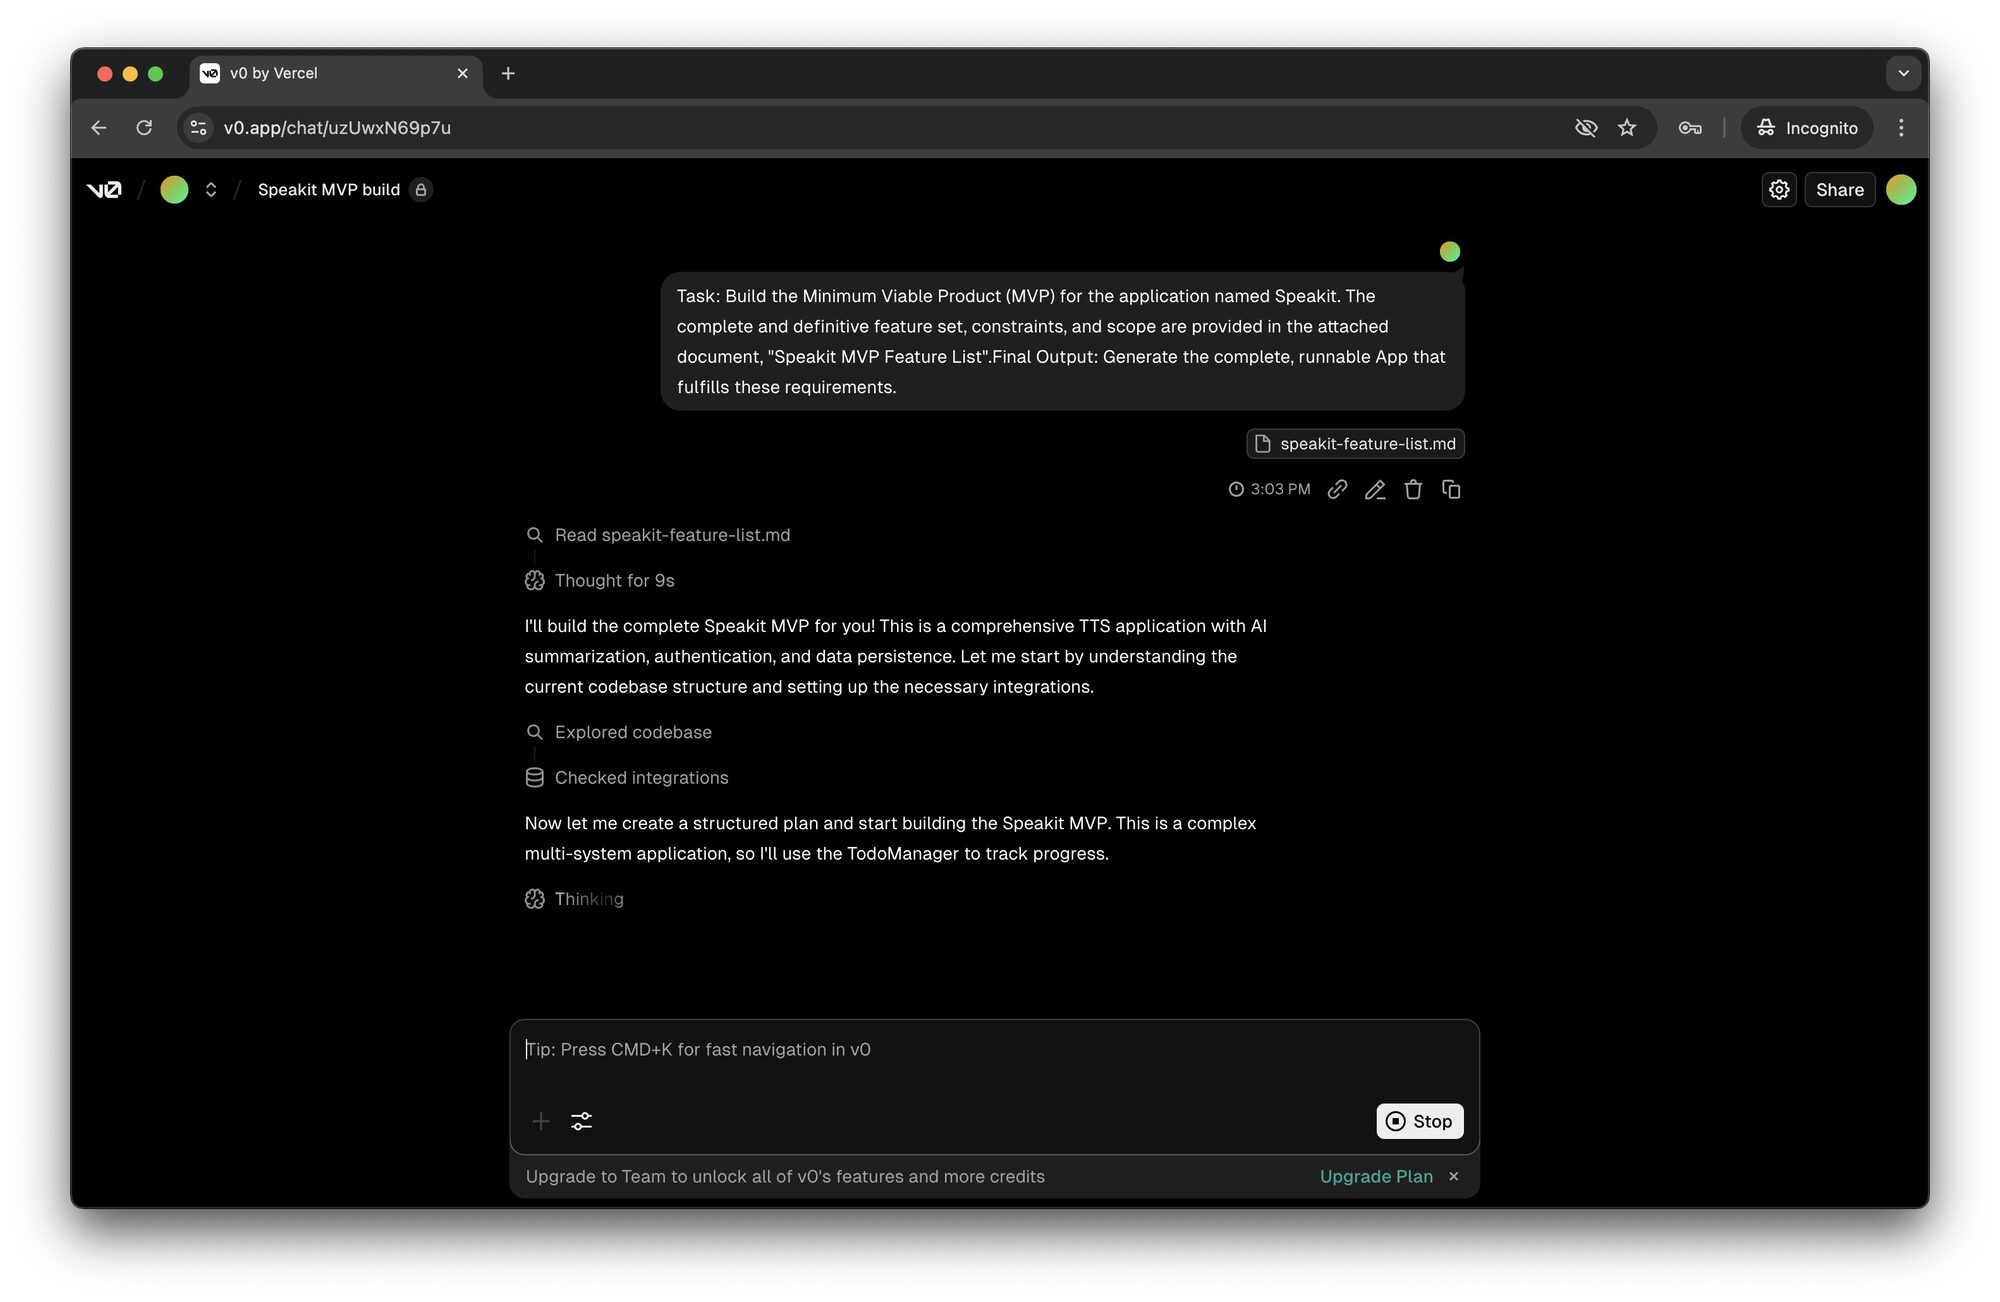 v0 by Vercel
v0.app/chat/uzUwxN69p7u
Incognito
v0 / / Speakit MVP build
Share
Task: Build the Minimum Viable Product (MVP) for the application named Speakit. The
complete and definitive feature set, constraints, and scope are provided in the attached
document, "Speakit MVP Feature List".Final Output: Generate the complete, runnable App that
fulfills these requirements.
speakit-feature-list.md
3:03 PM
Read speakit-feature-list.md
Thought for 9s
I'll build the complete Speakit MVP for you! This is a comprehensive TTS application with AI
summarization, authentication, and data persistence. Let me start by understanding the
current codebase structure and setting up the necessary integrations.
Explored codebase
Checked integrations
Now let me create a structured plan and start building the Speakit MVP. This is a complex
multi-system application, so I'll use the TodoManager to track progress.
Thinking
Tip: Press CMD+K for fast navigation in v0
Stop
Upgrade to Team to unlock all of v0's features and more credits
Upgrade Plan